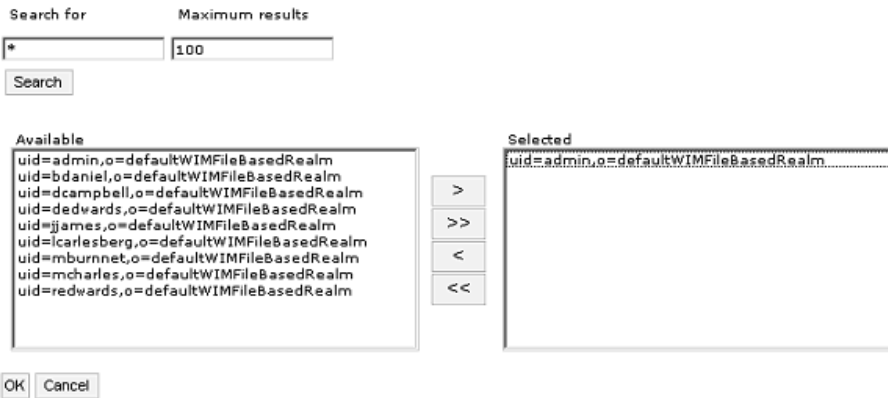 Search for Maximum results
* 100
Search
Available Selected
uid=admin,o=defaultWIMFileBasedRealm uid=admin,o=defaultWIMFileBasedRealm
uid=bdaniel,o=defaultWIMFileBasedRealm
uid=dcampbell,o=defaultWIMFileBasedRealm
uid=dedwards,o=defaultWIMFileBasedRealm
uid=jjames,o=defaultWIMFileBasedRealm
uid=lcarlesberg,o=defaultWIMFileBasedRealm
uid=mburnnet,o=defaultWIMFileBasedRealm
uid=mcharles,o=defaultWIMFileBasedRealm
uid=redwards,o=defaultWIMFileBasedRealm
>
>>
<
<<
OK Cancel